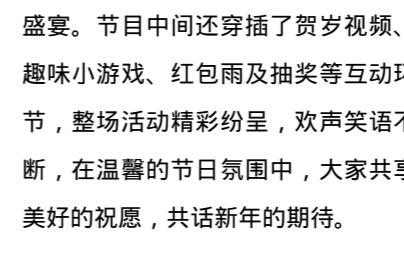 盛宴。节目中间还穿插了贺岁视频、
趣味小游戏、红包雨及抽奖等互动环
节，整场活动精彩纷呈，欢声笑语不
断，在温馨的节日氛围中，大家共享
美好的祝愿，共话新年的期待。